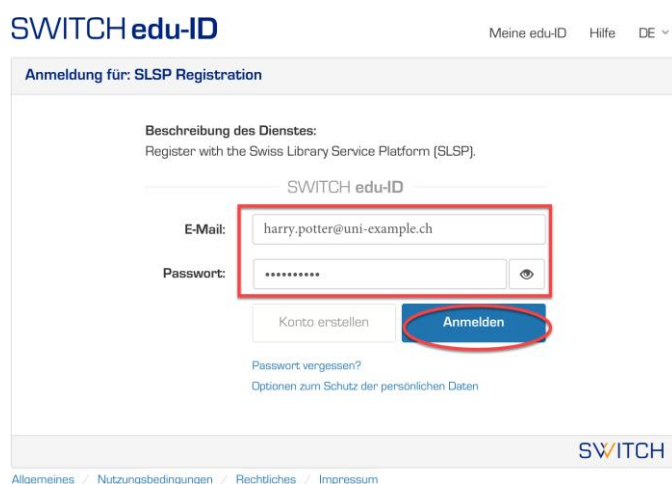 SWITCH edu-ID
Meine edu-ID Hilfe DE
Anmeldung für: SLSP Registration
Beschreibung des Dienstes:
Register with the Swiss Library Service Platform (SLSP).
SWITCH edu-ID
E-Mail: harry.potter@uni-example.ch
Passwort: ••••••••••
Konto erstellen Anmelden
Passwort vergessen?
Optionen zum Schutz der persönlichen Daten
SWITCH
Allgemeines / Nutzungsbedingungen / Rechtliches / Impressum